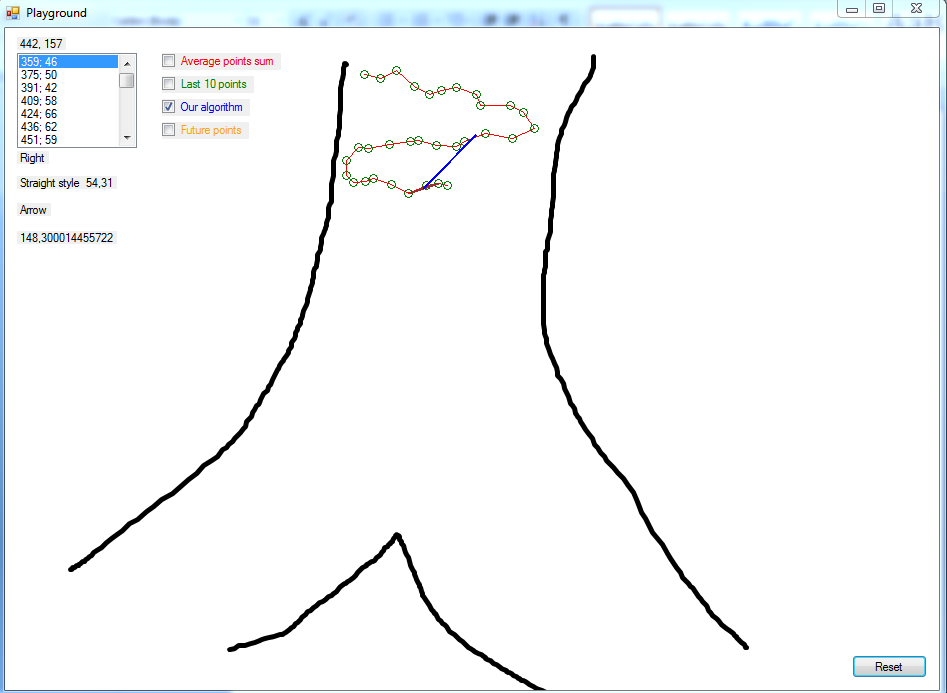 Playground
442, 157
359; 46
375; 50
391; 42
409; 58
424; 66
436; 62
451; 59
Average points sum
Last 10 points
Our algorithm
Future points
Right
Straight style 54,31
Arrow
148,300014455722
Reset